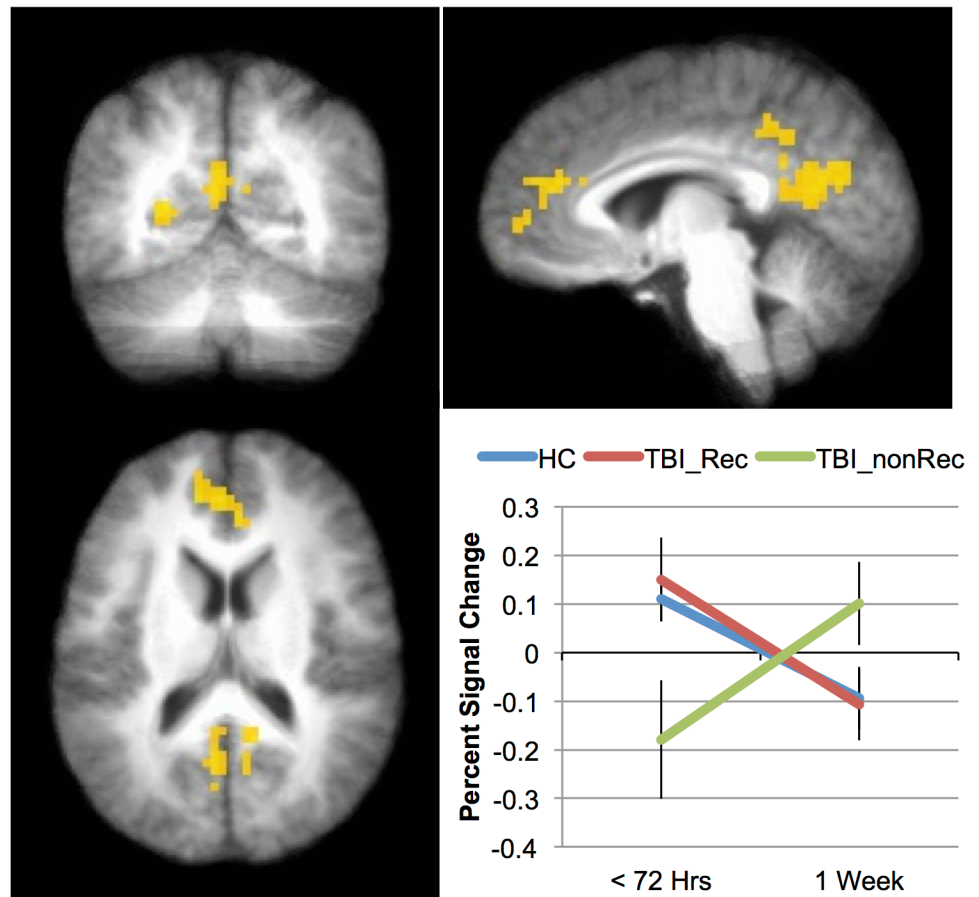 HC TBI_Rec TBI_nonRec
Percent Signal Change
0.3
0.2
0.1
0
-0.1
-0.2
-0.3
-0.4
< 72 Hrs 1 Week